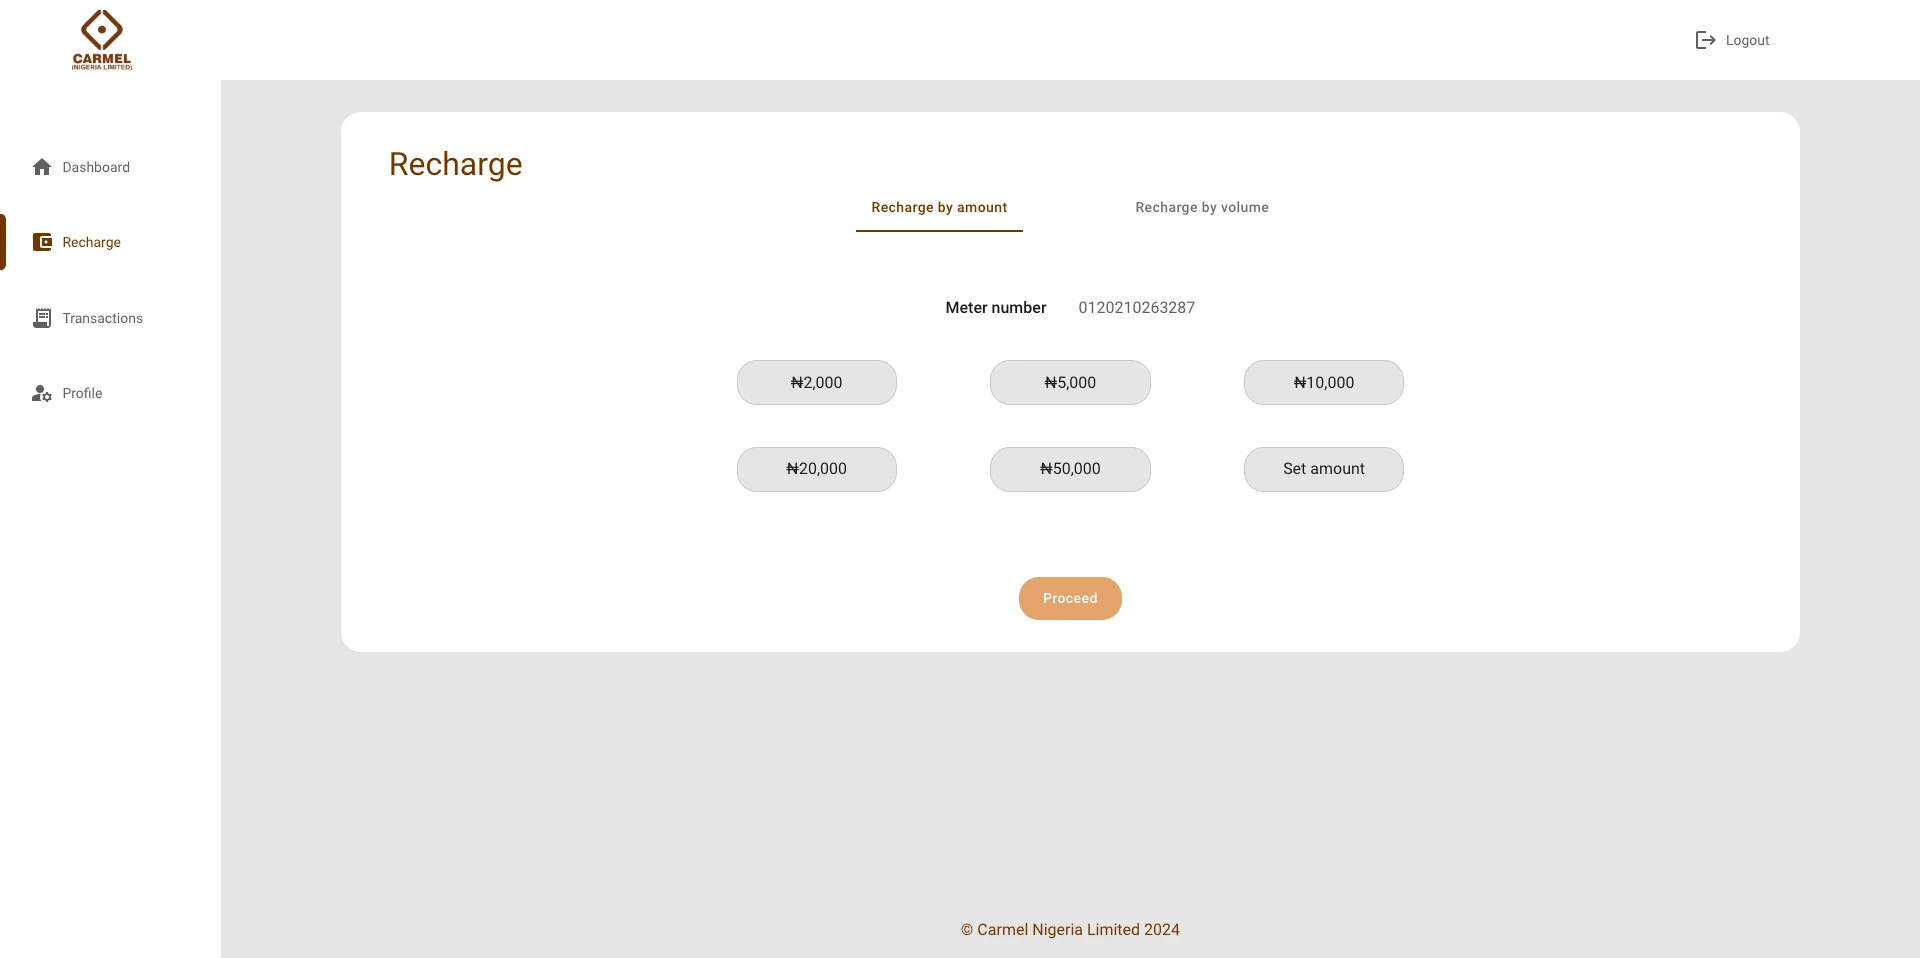 CARMEL
(NIGERIA LIMITED)
Logout
Dashboard
Recharge
Transactions
Profile
Recharge
Recharge by amount
Recharge by volume
Meter number 0120210263287
₦2,000
₦5,000
₦10,000
₦20,000
₦50,000
Set amount
Proceed
© Carmel Nigeria Limited 2024